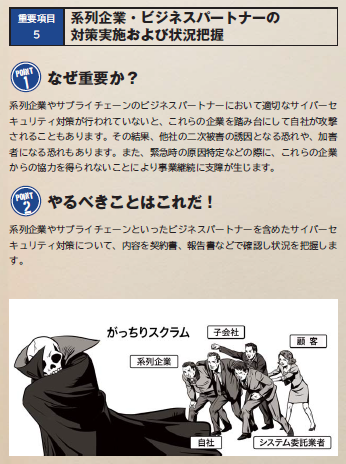 重要項目
5
系列企業・ビジネスパートナーの
対策実施および状況把握
POINT
1
なぜ重要か？
系列企業やサプライチェーンのビジネスパートナーにおいて適切なサイバーセ
キュリティ対策が行われていないと、これらの企業を踏み台にして自社が攻撃
されることもあります。その結果、他社の二次被害の誘因となる恐れや、加害
者になる恐れもあります。また、緊急時の原因特定などの際に、これらの企業
からの協力を得られないことにより事業継続に支障が生じます。
POINT
2
やるべきことはこれだ！
系列企業やサプライチェーンといったビジネスパートナーを含めたサイバーセ
キュリティ対策について、内容を契約書、報告書などで確認し状況を把握しま
す。
がっちりスクラム
子会社
顧客
系列企業
自社
システム委託業者